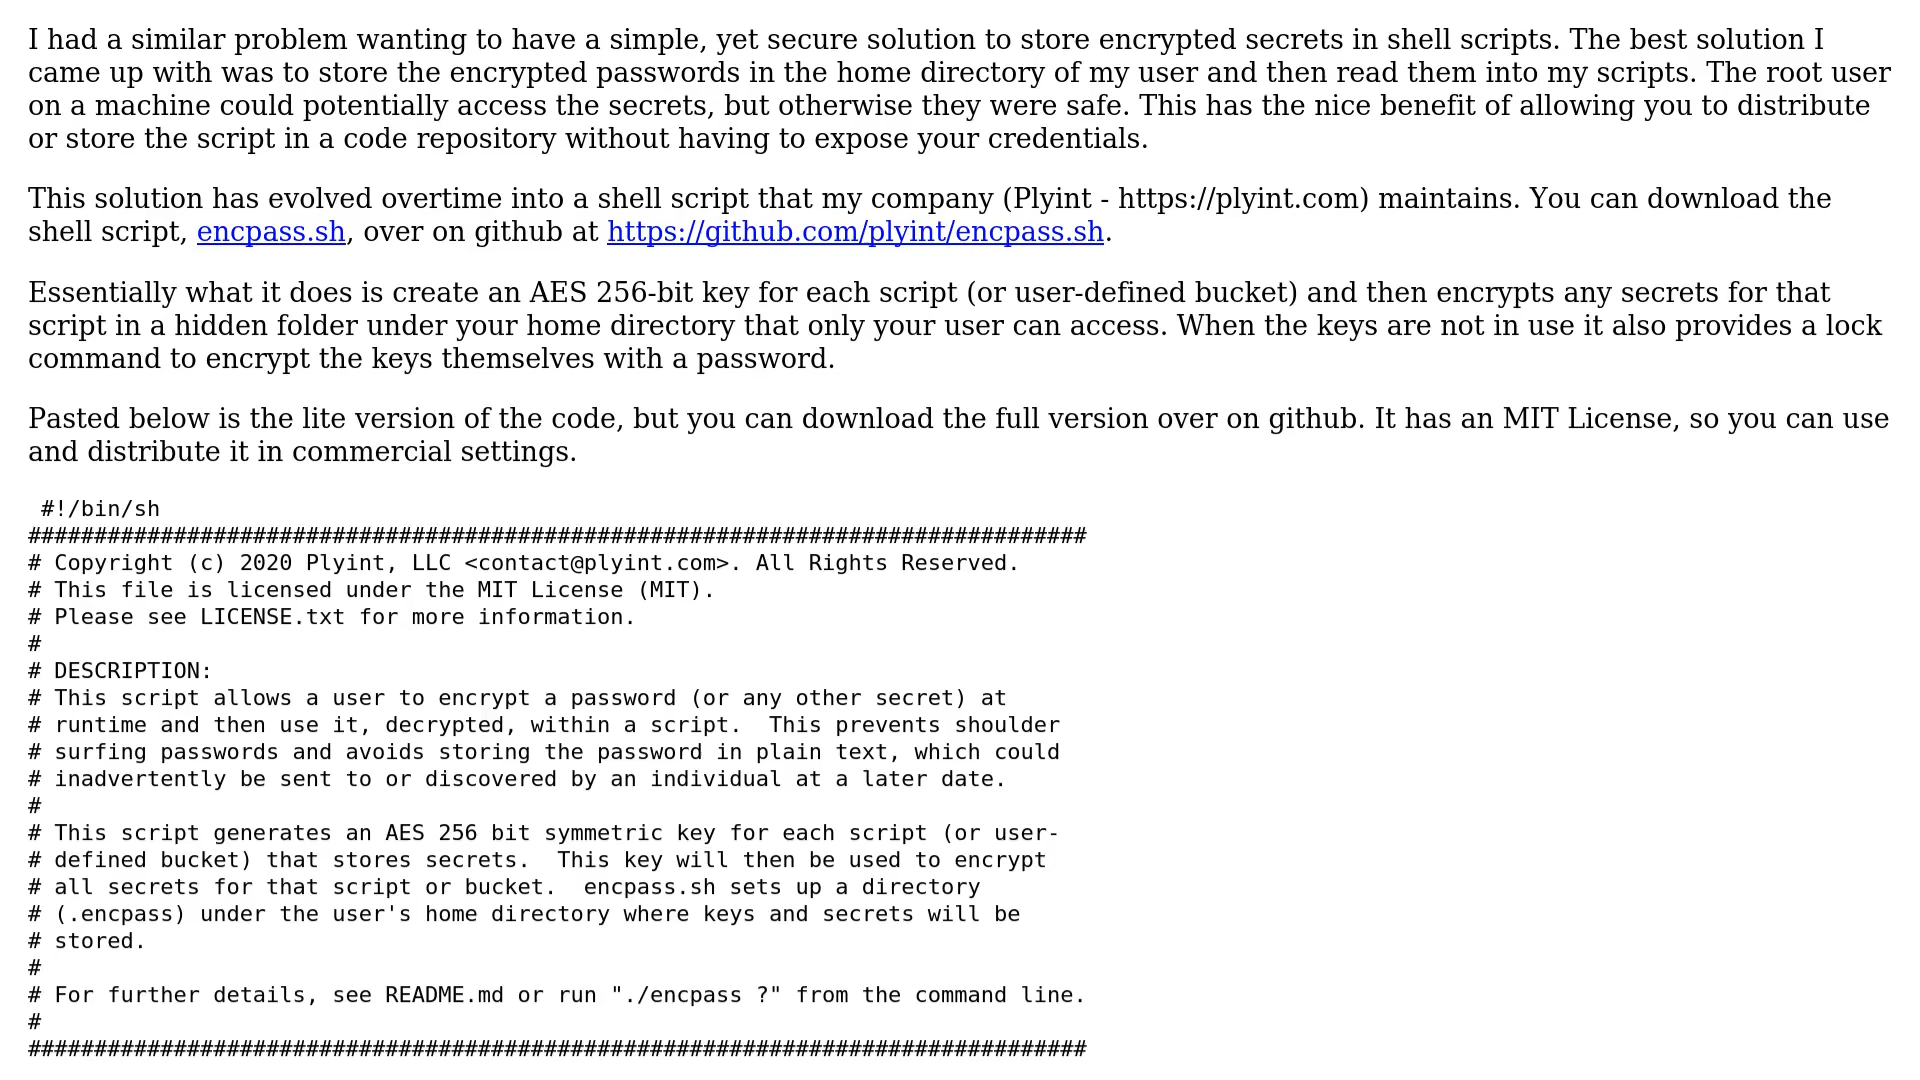 I had a similar problem wanting to have a simple, yet secure solution to store encrypted secrets in shell scripts. The best solution I
came up with was to store the encrypted passwords in the home directory of my user and then read them into my scripts. The root user
on a machine could potentially access the secrets, but otherwise they were safe. This has the nice benefit of allowing you to distribute
or store the script in a code repository without having to expose your credentials.
This solution has evolved overtime into a shell script that my company (Plyint - https://plyint.com) maintains. You can download the
shell script, encpass.sh, over on github at https://github.com/plyint/encpass.sh.
Essentially what it does is create an AES 256-bit key for each script (or user-defined bucket) and then encrypts any secrets for that
script in a hidden folder under your home directory that only your user can access. When the keys are not in use it also provides a lock
command to encrypt the keys themselves with a password.
Pasted below is the lite version of the code, but you can download the full version over on github. It has an MIT License, so you can use
and distribute it in commercial settings.
#!/bin/sh
################################################################################
# Copyright (c) 2020 Plyint, LLC <contact@plyint.com>. All Rights Reserved.
# This file is licensed under the MIT License (MIT).
# Please see LICENSE.txt for more information.
#
# DESCRIPTION:
# This script allows a user to encrypt a password (or any other secret) at
# runtime and then use it, decrypted, within a script.  This prevents shoulder
# surfing passwords and avoids storing the password in plain text, which could
# inadvertently be sent to or discovered by an individual at a later date.
#
# This script generates an AES 256 bit symmetric key for each script (or user-
# defined bucket) that stores secrets.  This key will then be used to encrypt
# all secrets for that script or bucket.  encpass.sh sets up a directory
# (.encpass) under the user's home directory where keys and secrets will be
# stored.
#
# For further details, see README.md or run "./encpass ?" from the command line.
#
################################################################################